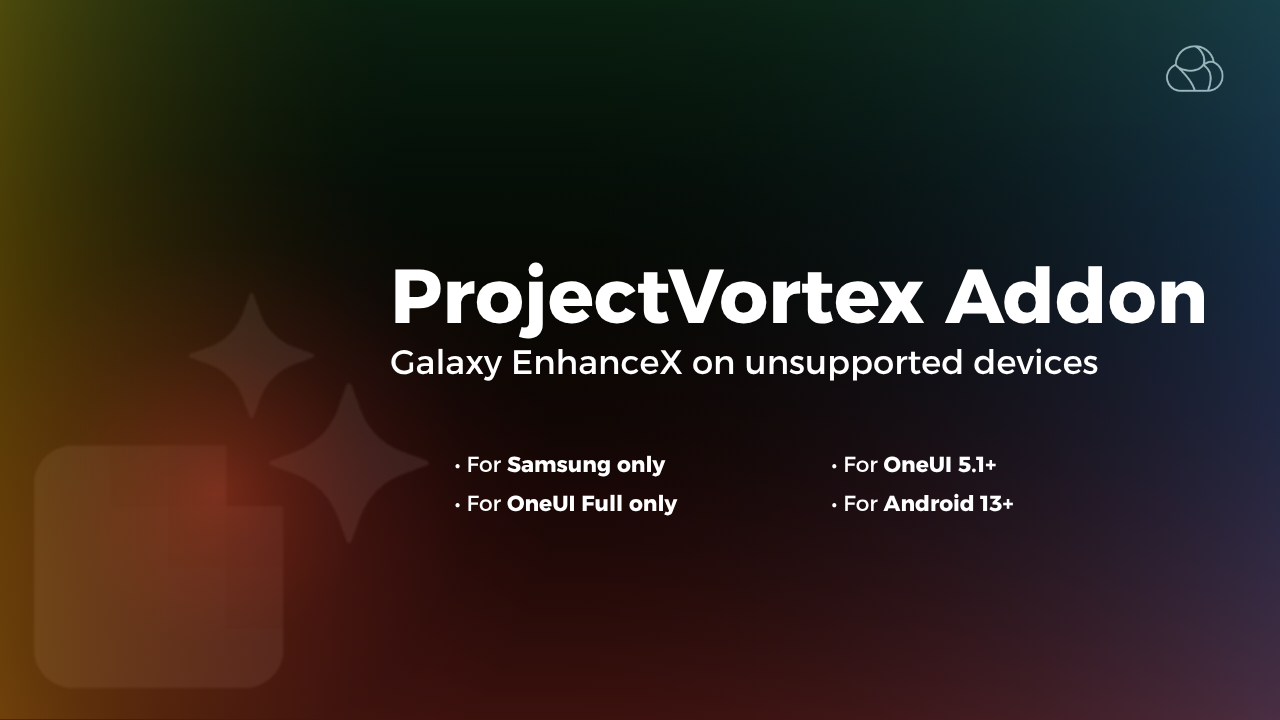 ProjectVortex Addon
Galaxy EnhanceX on unsupported devices
• For Samsung only
• For OneUI 5.1+
• For OneUI Full only
• For Android 13+